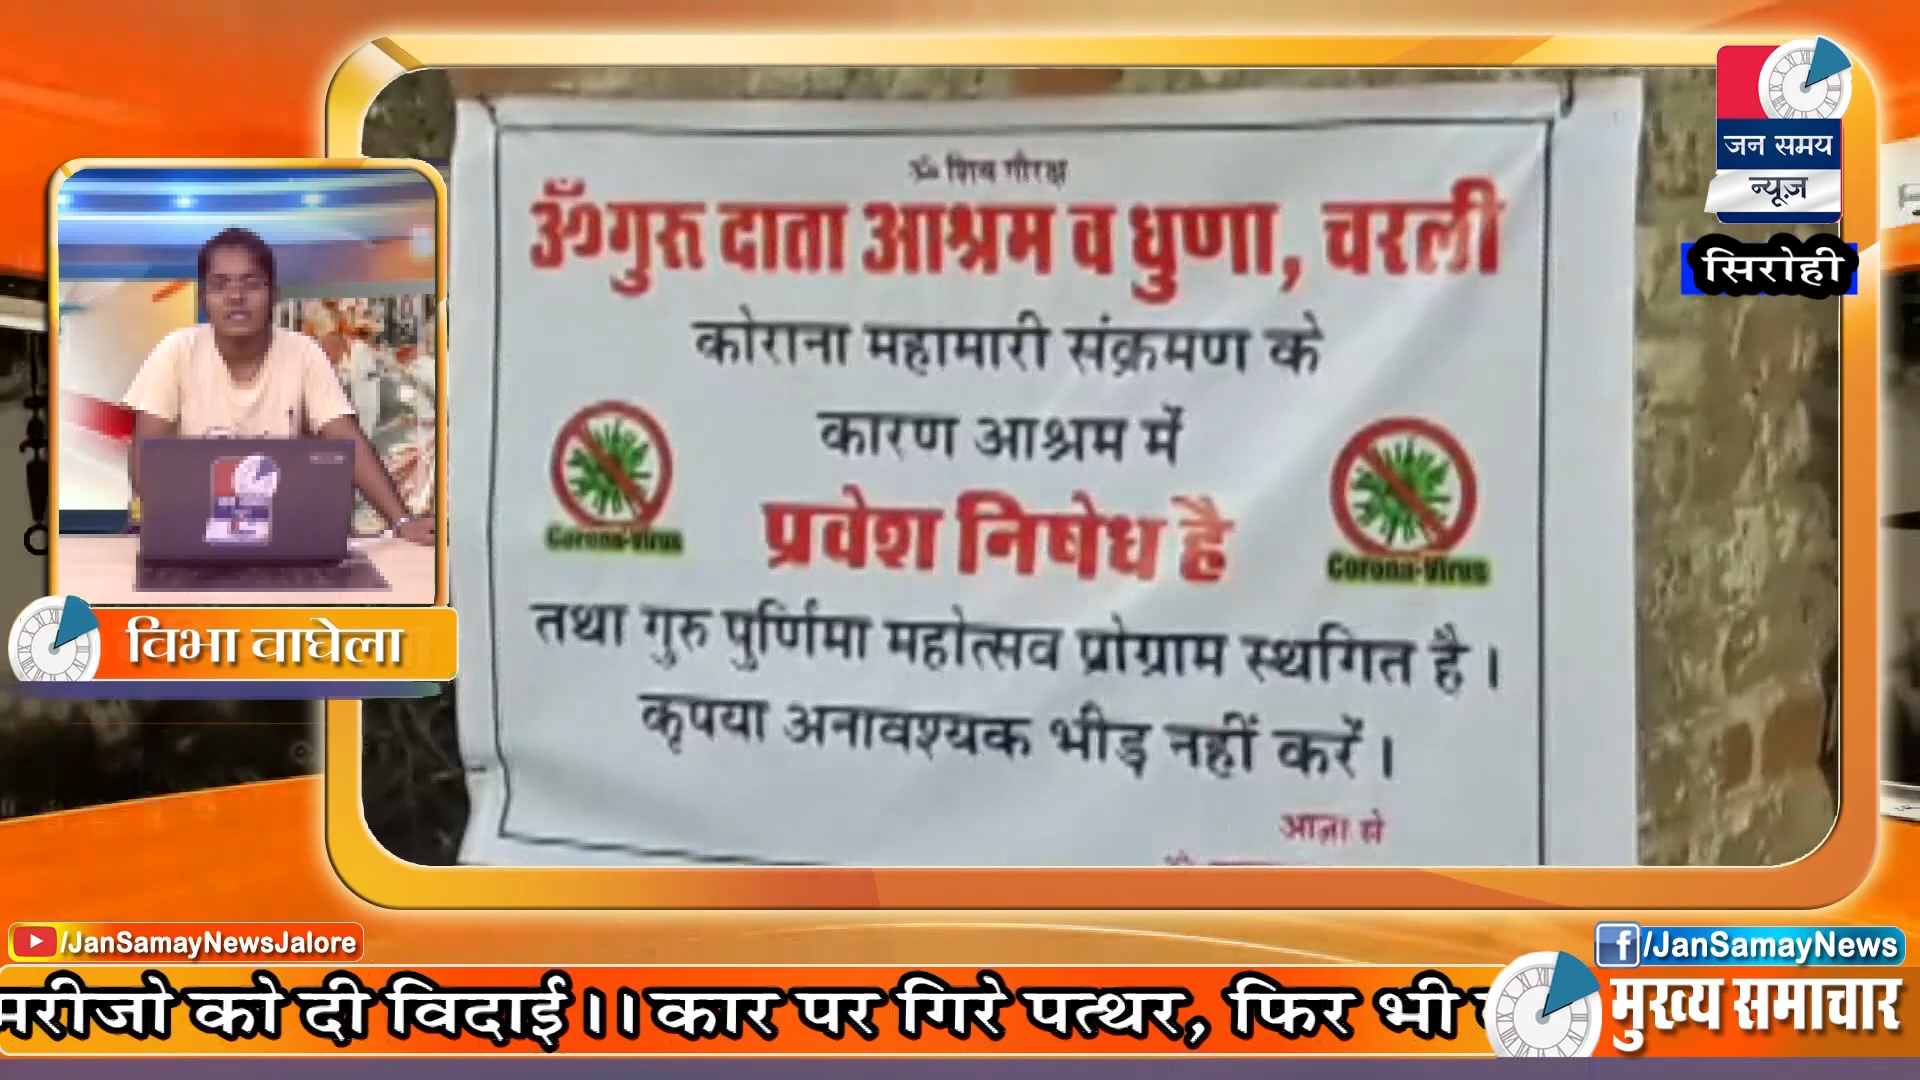 ॐ शिव गौरक्ष
ॐ गुरु दाता आश्रम व धुणा, चरली
कोराना महामारी संक्रमण के
कारण आश्रम में
प्रवेश निषेध है
Corona-Virus
Corona-Virus
तथा गुरु पुर्णिमा महोत्सव प्रोग्राम स्थगित है।
कृपया अनावश्यक भीड़ नहीं करें।
आज्ञा से
जन समय
न्यूज़
सिरोही
विभा वाघेला
/JanSamayNewsJalore
/JanSamayNews
मरीजो को दी विदाई।। कार पर गिरे पत्थर, फिर भी
मुख्य समाचार